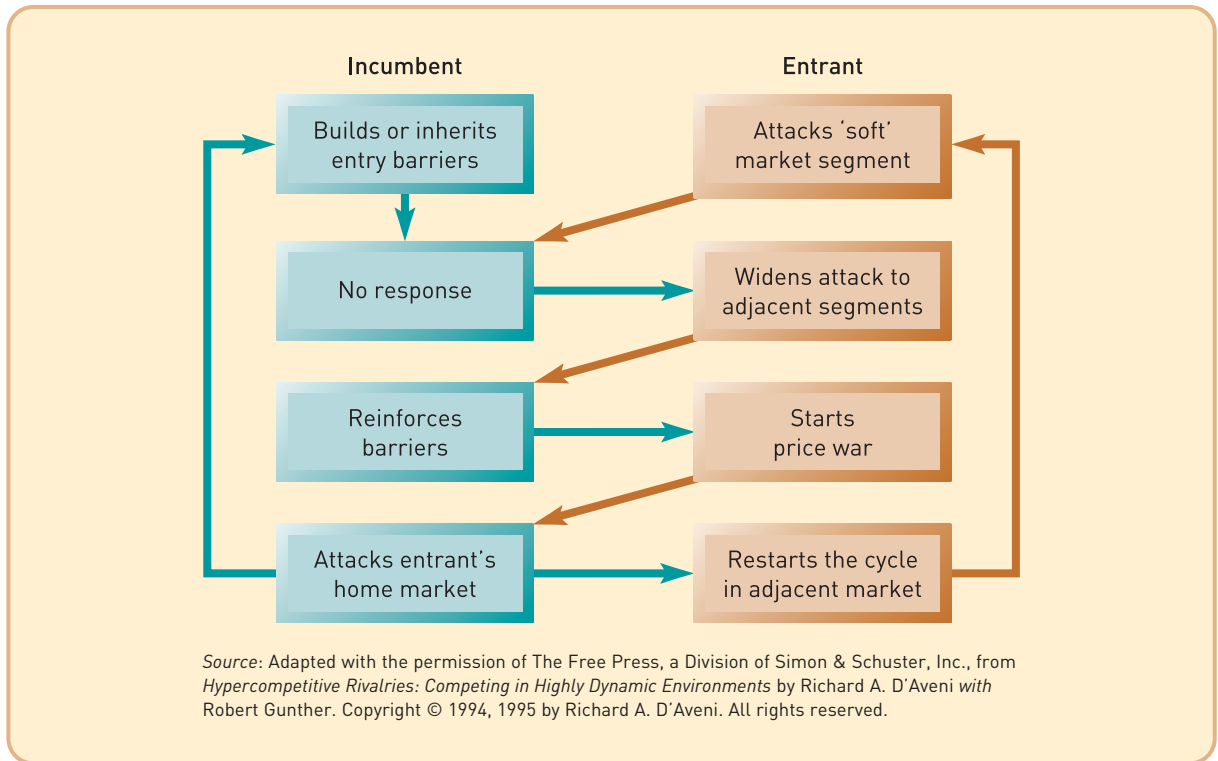 Incumbent
Entrant
Builds or inherits
entry barriers
Attacks ‘soft’
market segment
No response
Widens attack to
adjacent segments
Reinforces
barriers
Starts
price war
Attacks entrant’s
home market
Restarts the cycle
in adjacent market
Source: Adapted with the permission of The Free Press, a Division of Simon & Schuster, Inc., from
Hypercompetitive Rivalries: Competing in Highly Dynamic Environments by Richard A. D’Aveni with
Robert Gunther. Copyright © 1994, 1995 by Richard A. D’Aveni. All rights reserved.